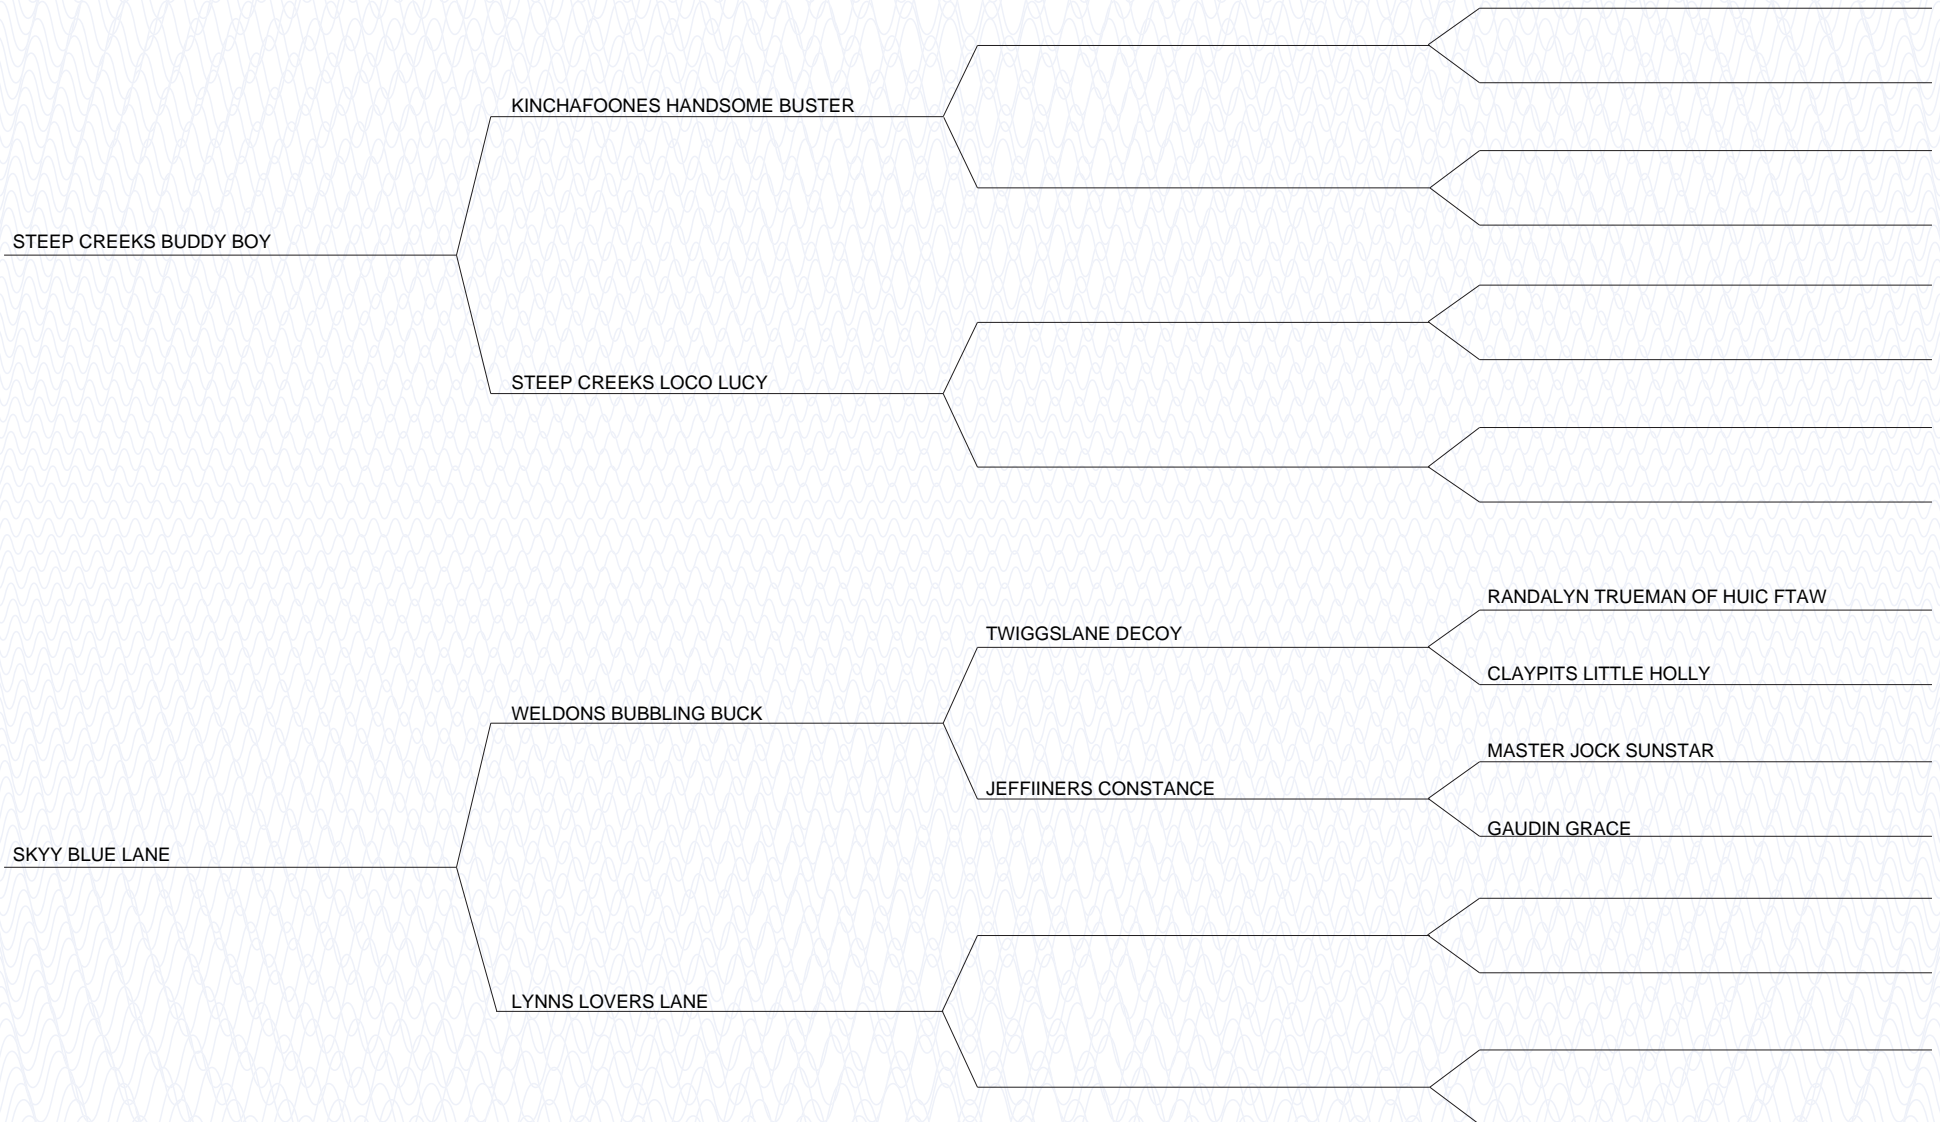 KINCHAFOONES HANDSOME BUSTER
STEEP CREEKS BUDDY BOY
STEEP CREEKS LOCO LUCY
RANDALYN TRUEMAN OF HUIC FTAW
TWIGGSLANE DECOY
CLAYPITS LITTLE HOLLY
WELDONS BUBBLING BUCK
MASTER JOCK SUNSTAR
JEFFIINERS CONSTANCE
GAUDIN GRACE
SKYY BLUE LANE
LYNNS LOVERS LANE